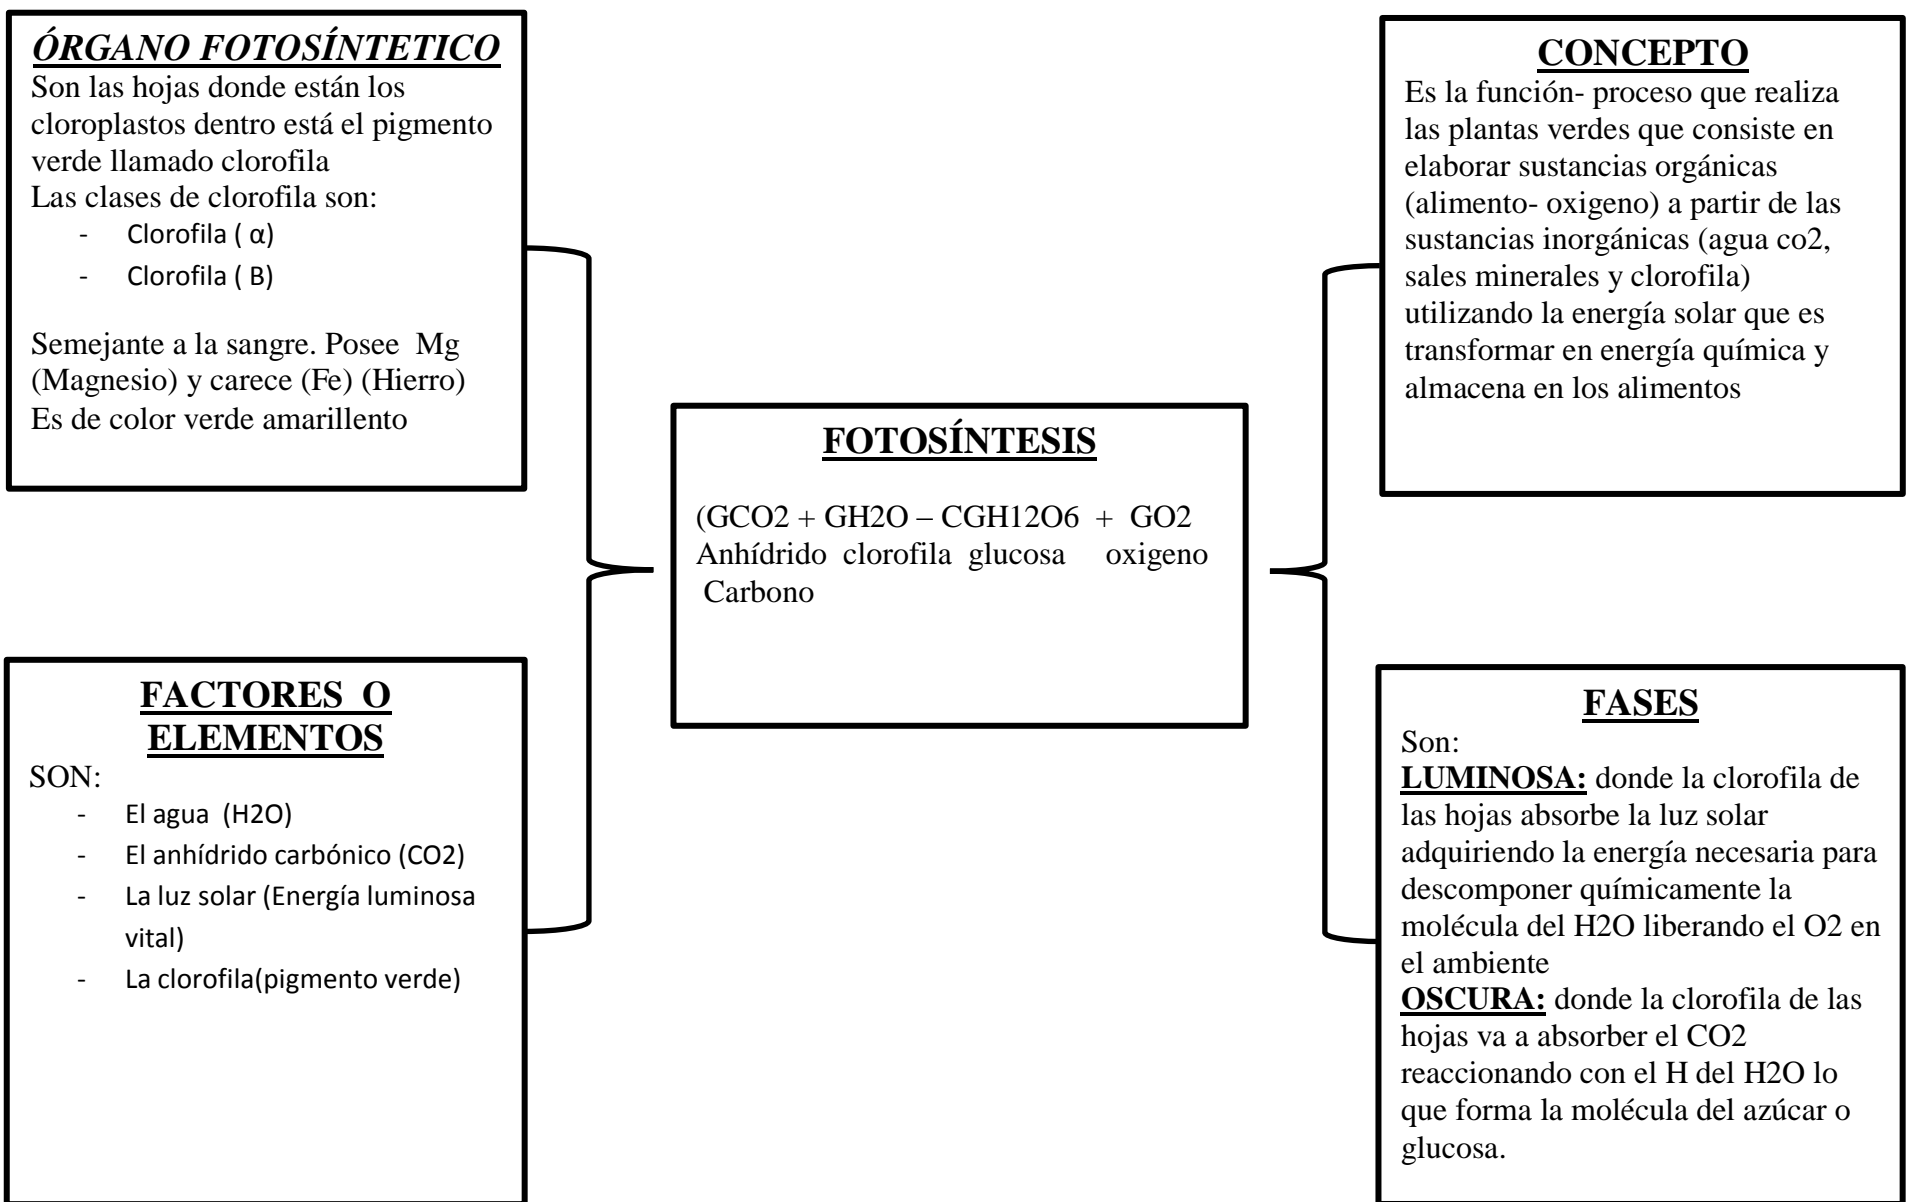 ÓRGANO FOTOSÍNTETICO
Son las hojas donde están los
cloroplastos dentro está el pigmento
verde llamado clorofila
Las clases de clorofila son:
- Clorofila ( α)
- Clorofila ( B)
Semejante a la sangre. Posee Mg
(Magnesio) y carece (Fe) (Hierro)
Es de color verde amarillento
FACTORES O
ELEMENTOS
SON:
- El agua (H2O)
- El anhídrido carbónico (CO2)
- La luz solar (Energía luminosa
vital)
- La clorofila(pigmento verde)
FOTOSÍNTESIS
(GCO2 + GH2O – CGH12O6 + GO2
Anhídrido clorofila glucosa oxigeno
Carbono
CONCEPTO
Es la función- proceso que realiza
las plantas verdes que consiste en
elaborar sustancias orgánicas
(alimento- oxigeno) a partir de las
sustancias inorgánicas (agua co2,
sales minerales y clorofila)
utilizando la energía solar que es
transformar en energía química y
almacena en los alimentos
FASES
Son:
LUMINOSA: donde la clorofila de
las hojas absorbe la luz solar
adquiriendo la energía necesaria para
descomponer químicamente la
molécula del H2O liberando el O2 en
el ambiente
OSCURA: donde la clorofila de las
hojas va a absorber el CO2
reaccionando con el H del H2O lo
que forma la molécula del azúcar o
glucosa.